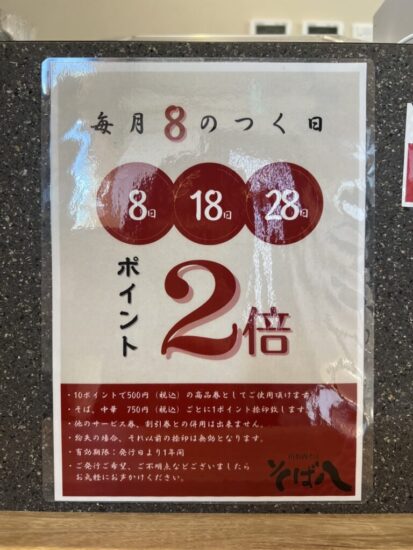 毎月8のつく日
8日 18日 28日
ポイント
2倍
・10ポイントで500円（税込）の商品券としてご使用頂けます
・そば、中華 750円（税込）ごとに1ポイント捺印致します
・他のサービス券、割引券との併用は出来ません。
・紛失の場合、それ以前の捺印は無効となります。
・有効期限：発行日より1年間
・ご発行ご希望、ご不明点などございましたら
お気軽にお声かけください。
そば八